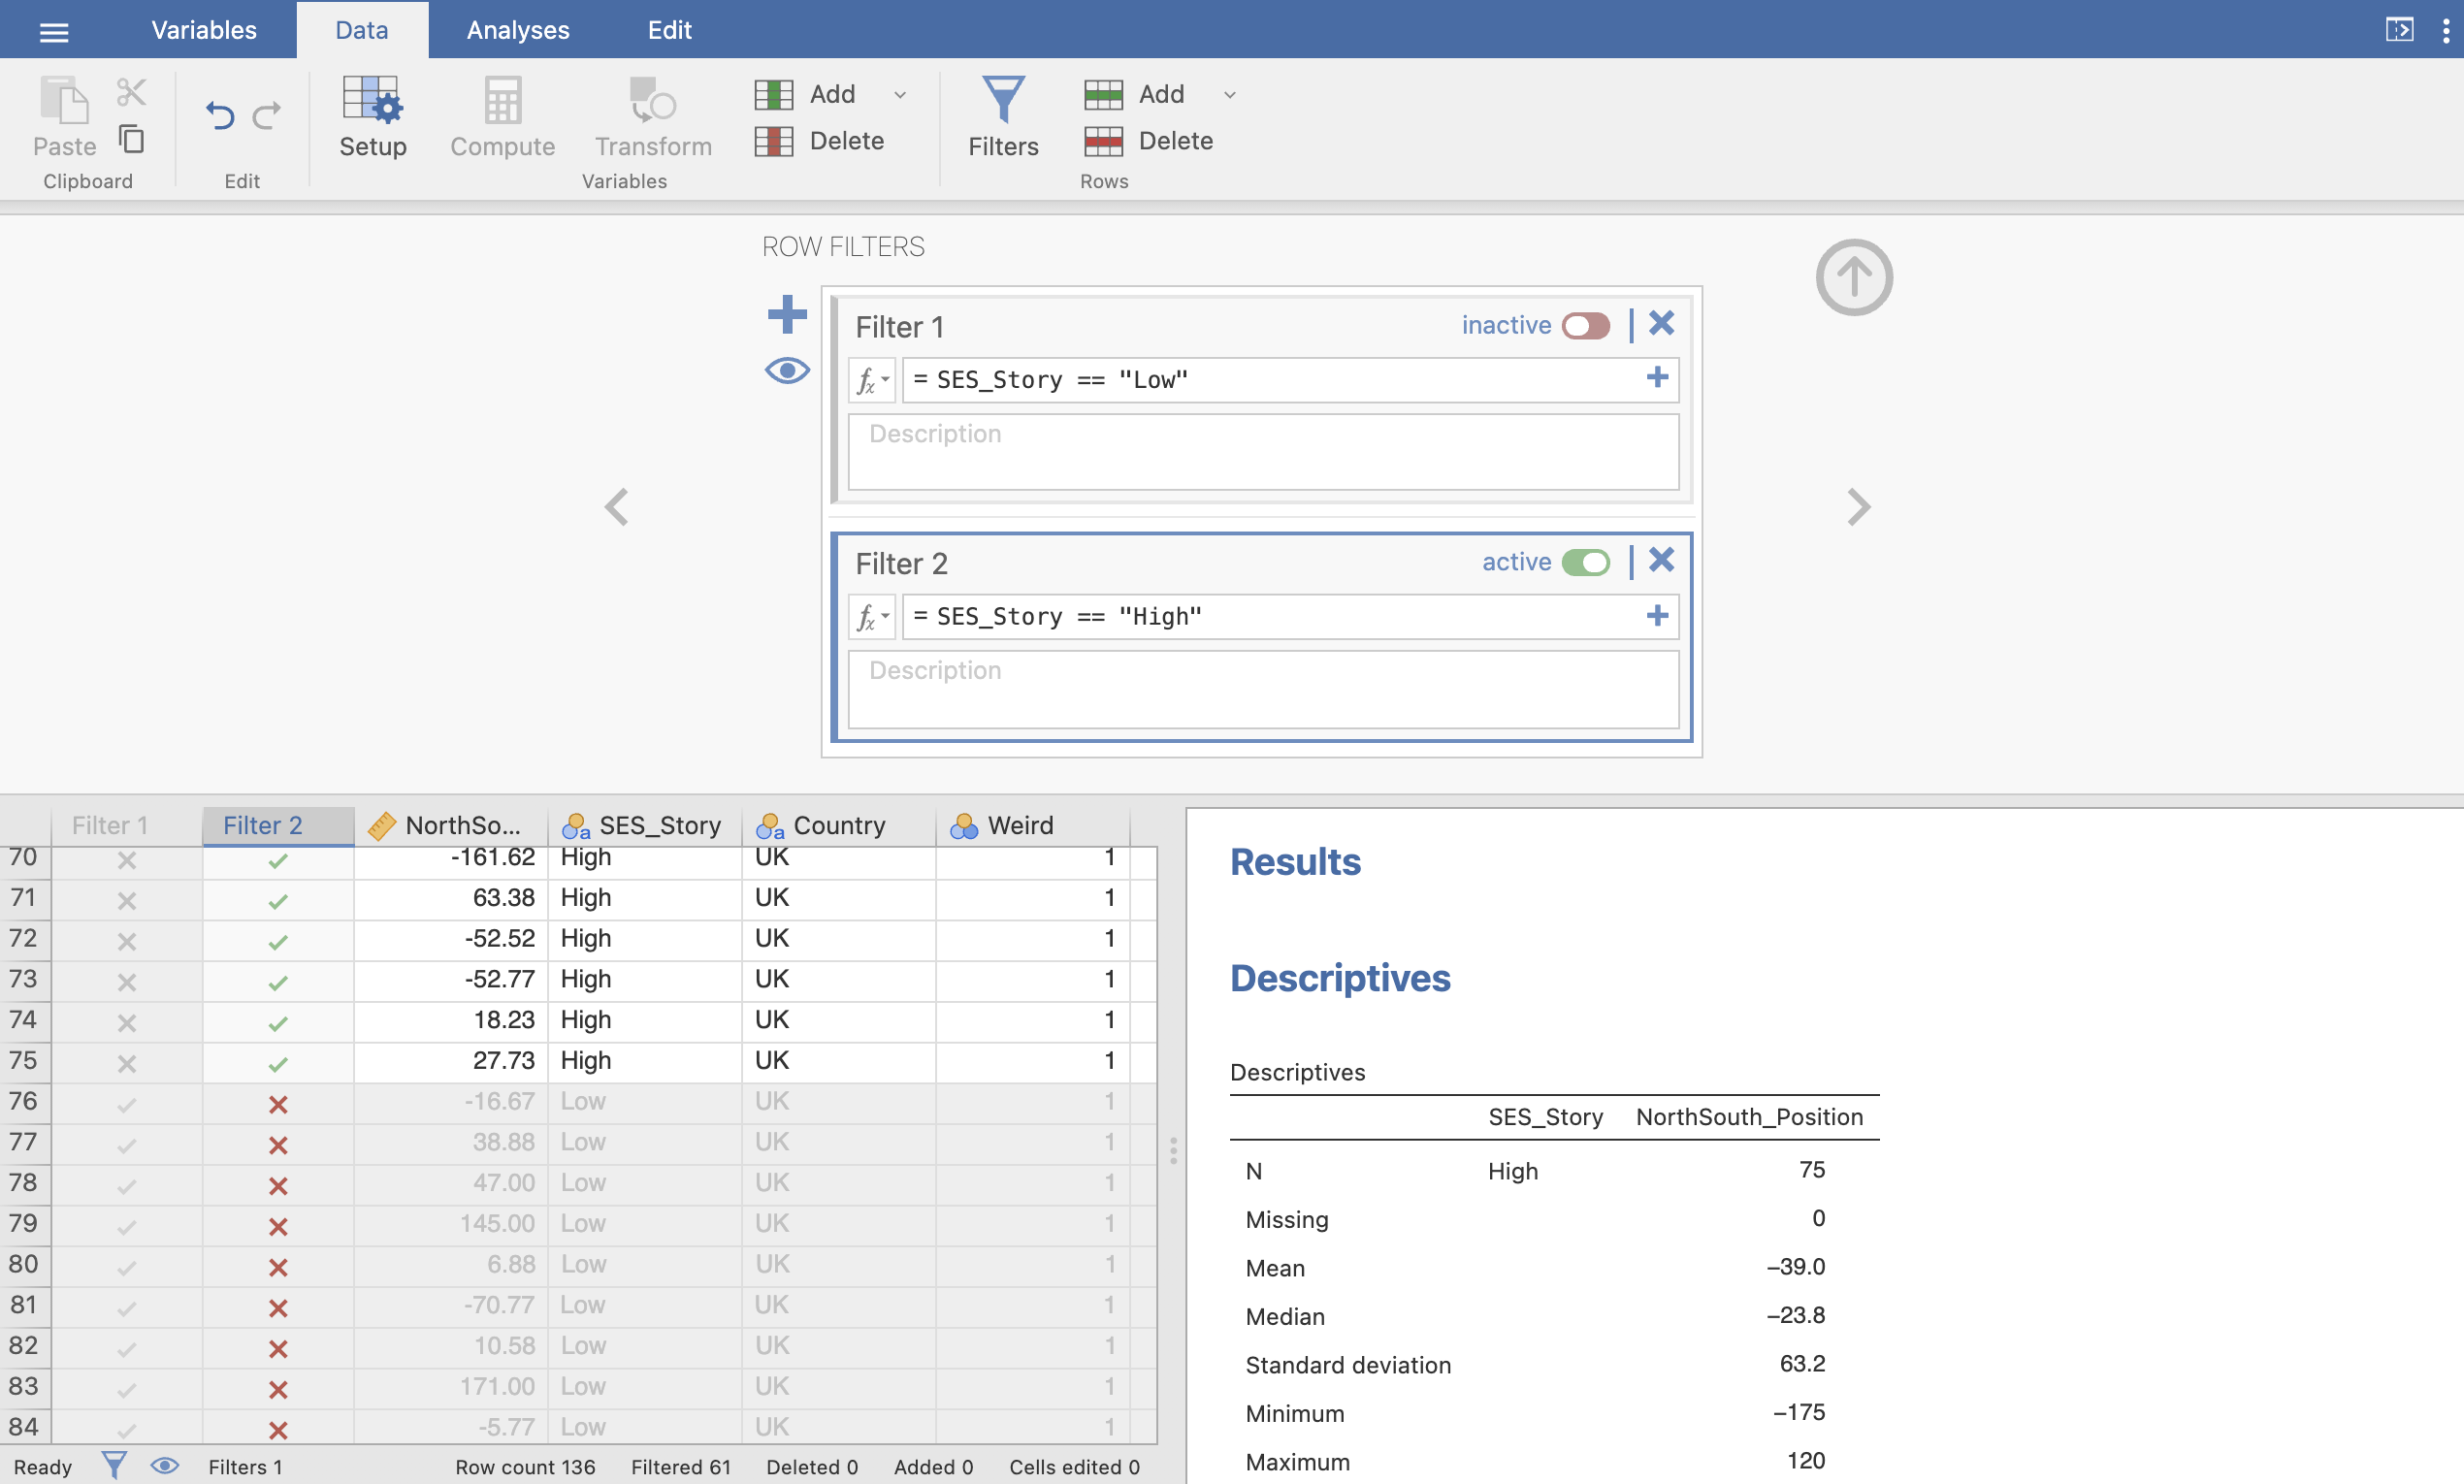 Variables Data Analyses Edit
Paste Setup Compute Transform Add Delete Filters Add Delete
Clipboard Edit Variables Rows
ROW FILTERS
Filter 1 inactive
fx = SES_Story == "Low"
Description
Filter 2 active
fx = SES_Story == "High"
Description
Filter 1 Filter 2 NorthSo... SES_Story Country Weird
70 -161.62 High UK 1
71 63.38 High UK 1
72 -52.52 High UK 1
73 -52.77 High UK 1
74 18.23 High UK 1
75 27.73 High UK 1
76 -16.67 Low UK 1
77 38.88 Low UK 1
78 47.00 Low UK 1
79 145.00 Low UK 1
80 6.88 Low UK 1
81 -70.77 Low UK 1
82 10.58 Low UK 1
83 171.00 Low UK 1
84 -5.77 Low UK 1
Ready Filters 1 Row count 136 Filtered 61 Deleted 0 Added 0 Cells edited 0
Results
Descriptives
Descriptives
SES_Story NorthSouth_Position
N High 75
Missing 0
Mean −39.0
Median −23.8
Standard deviation 63.2
Minimum −175
Maximum 120